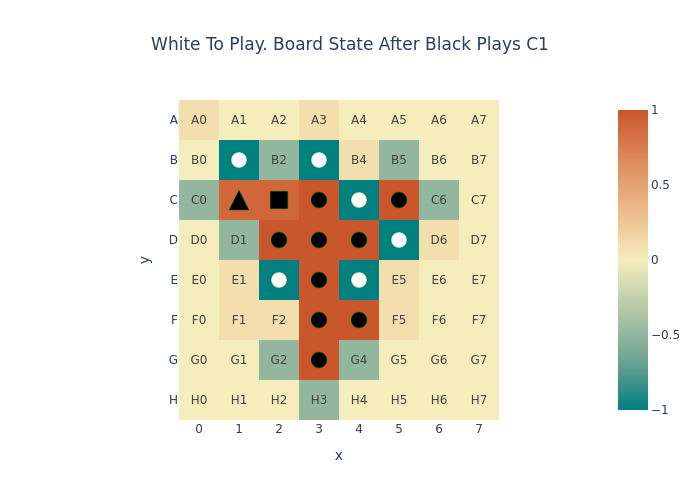 White To Play. Board State After Black Plays C1
A A0 A1 A2 A3 A4 A5 A6 A7
B B0 B2 B4 B5 B6 B7
C C0 C6 C7
D D0 D1 D6 D7
E E0 E1 E5 E6 E7
F F0 F1 F2 F5 F6 F7
G G0 G1 G2 G4 G5 G6 G7
H H0 H1 H2 H3 H4 H5 H6 H7
0 1 2 3 4 5 6 7
x
y
1
0.5
0
−0.5
−1